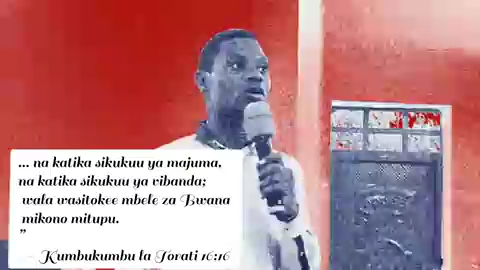 ... na katika sikukuu ya majuma,
na katika sikukuu ya vibanda;
wala wasitokee mbele za Bwana
mikono mitupu.
”
- Kumbukumbu la Torati 16:16